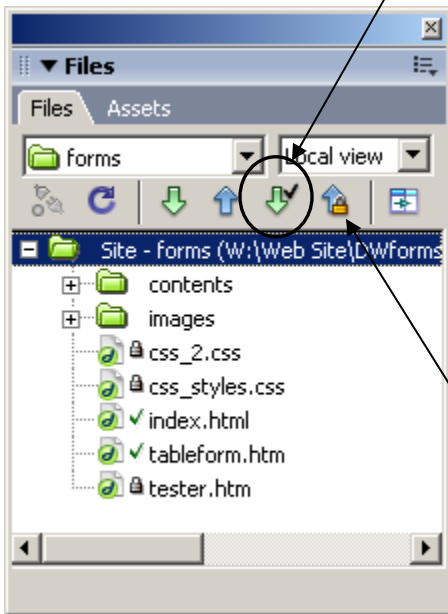 Files
Files Assets
forms Local view
Site - forms (W:\Web Site\DWforms
contents
images
css_2.css
css_styles.css
index.html
tableform.htm
tester.htm